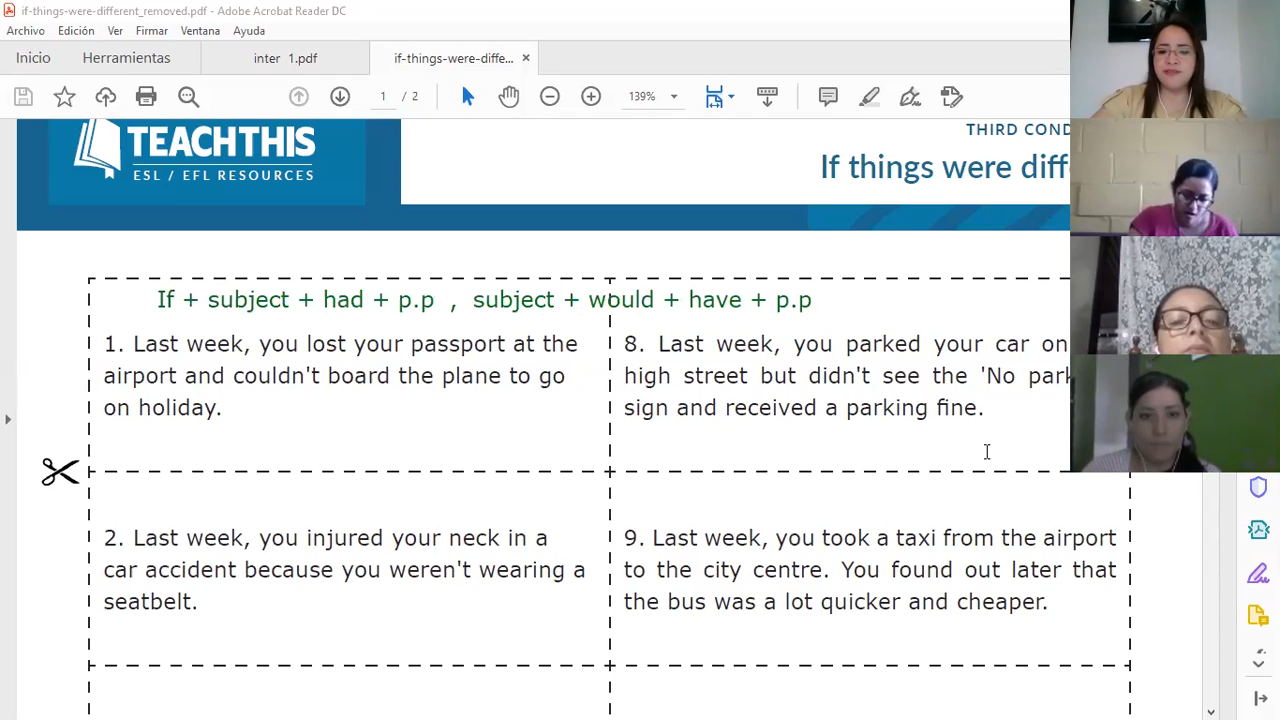 if-things-were-different_removed.pdf - Adobe Acrobat Reader DC
Archivo Edición Ver Firmar Ventana Ayuda
Inicio Herramientas inter 1.pdf if-things-were-diffe... ×
1 / 2 139%
TEACHTHIS
ESL / EFL RESOURCES
THIRD COND
If things were diff
If + subject + had + p.p , subject + would + have + p.p
1. Last week, you lost your passport at the
airport and couldn't board the plane to go
on holiday.
8. Last week, you parked your car on
high street but didn't see the 'No park
sign and received a parking fine.
2. Last week, you injured your neck in a
car accident because you weren't wearing a
seatbelt.
9. Last week, you took a taxi from the airport
to the city centre. You found out later that
the bus was a lot quicker and cheaper.